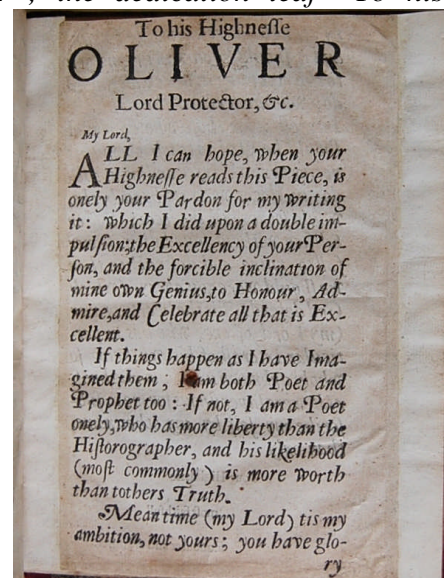 the dedication leaf
To his Highneſſe
OLIVER
Lord Protector, &c.
My Lord,
ALL I can hope, when your
Highneſſe reads this Piece, is
onely your Pardon for my writing
it: which I did upon a double im-
pulſion; the Excellency of your Per-
ſon, and the forcible inclination of
mine own Genius, to Honour, Ad-
mire, and Celebrate all that is Ex-
cellent.
If things happen as I have Ima-
gined them; I am both Poet and
Prophet too: If not, I am a Poet
onely, who has more liberty than the
Hiſtorographer, and his likelihood
(moſt commonly) is more worth
than tothers Truth.
Mean time (my Lord) tis my
ambition, not yours; you have glo-
ry